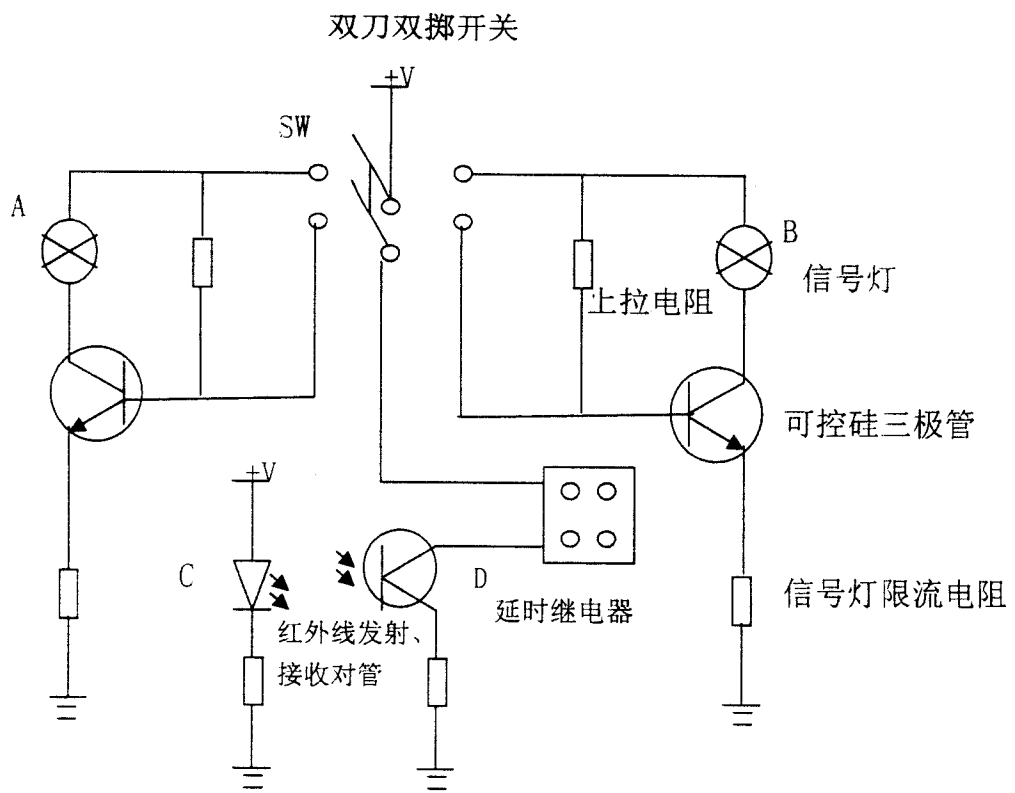 双刀双掷开关
+V
SW
A
B
信号灯
上拉电阻
可控硅三极管
+V
C
D
延时继电器
信号灯限流电阻
红外线发射、
接收对管